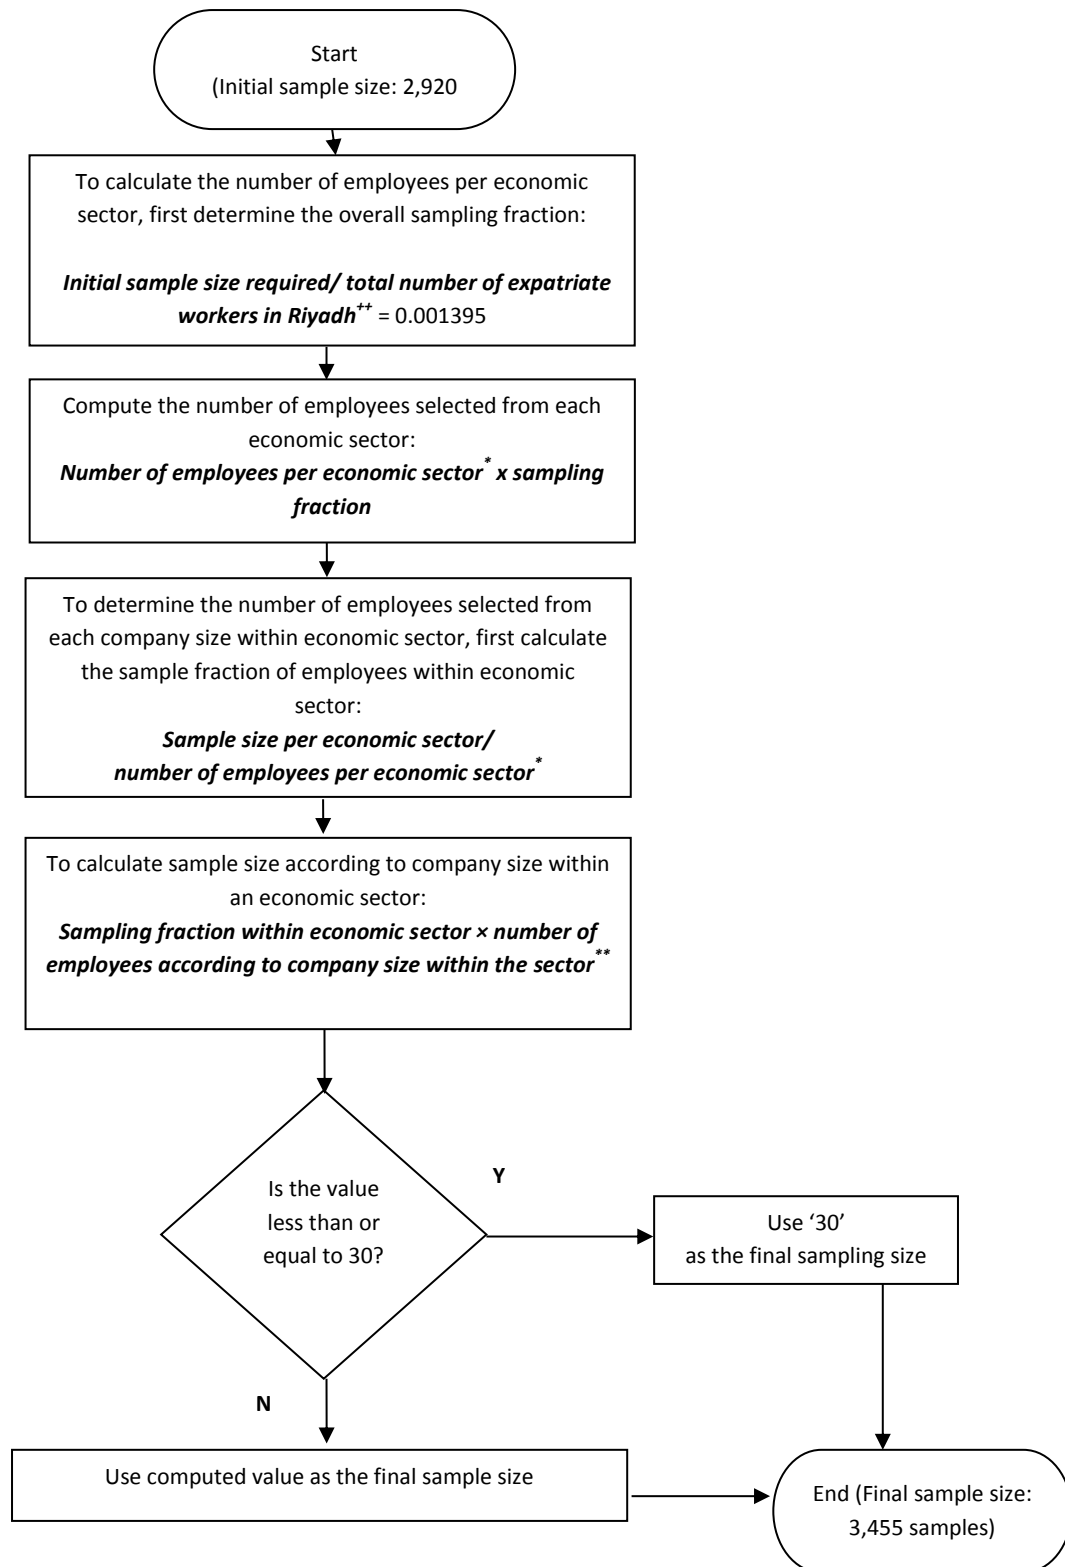 Start
(Initial sample size: 2,920
To calculate the number of employees per economic
sector, first determine the overall sampling fraction:
Initial sample size required/ total number of expatriate
workers in Riyadh++ = 0.001395
Compute the number of employees selected from each
economic sector:
Number of employees per economic sector* x sampling
fraction
To determine the number of employees selected from
each company size within economic sector, first calculate
the sample fraction of employees within economic
sector:
Sample size per economic sector/
number of employees per economic sector*
To calculate sample size according to company size within
an economic sector:
Sampling fraction within economic sector × number of
employees according to company size within the sector**
Is the value
less than or
equal to 30?
Y
Use ‘30’
as the final sampling size
N
Use computed value as the final sample size
End (Final sample size:
3,455 samples)